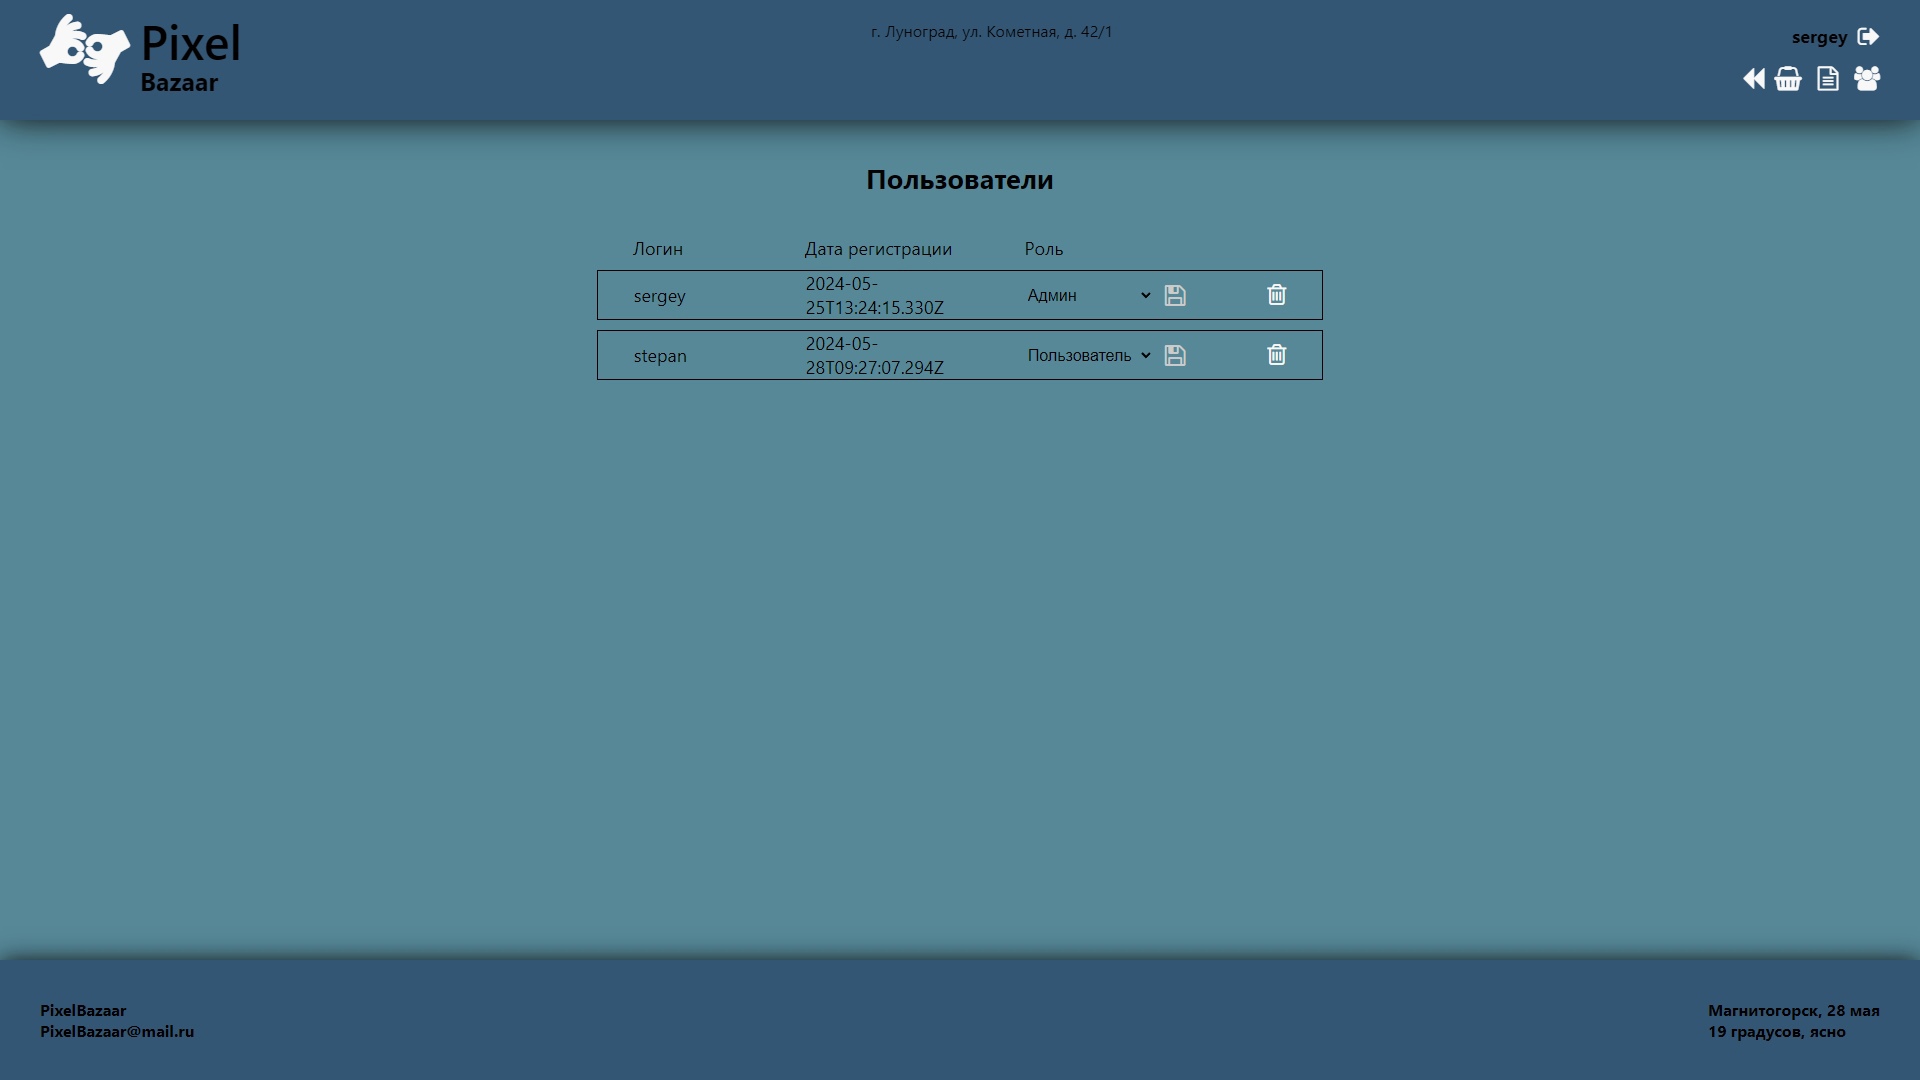 Pixel
Bazaar
г. Луноград, ул. Кометная, д. 42/1
sergey
Пользователи
Логин Дата регистрации Роль
sergey 2024-05-25T13:24:15.330Z Админ
stepan 2024-05-28T09:27:07.294Z Пользователь
PixelBazaar
PixelBazaar@mail.ru
Магнитогорск, 28 мая
19 градусов, ясно